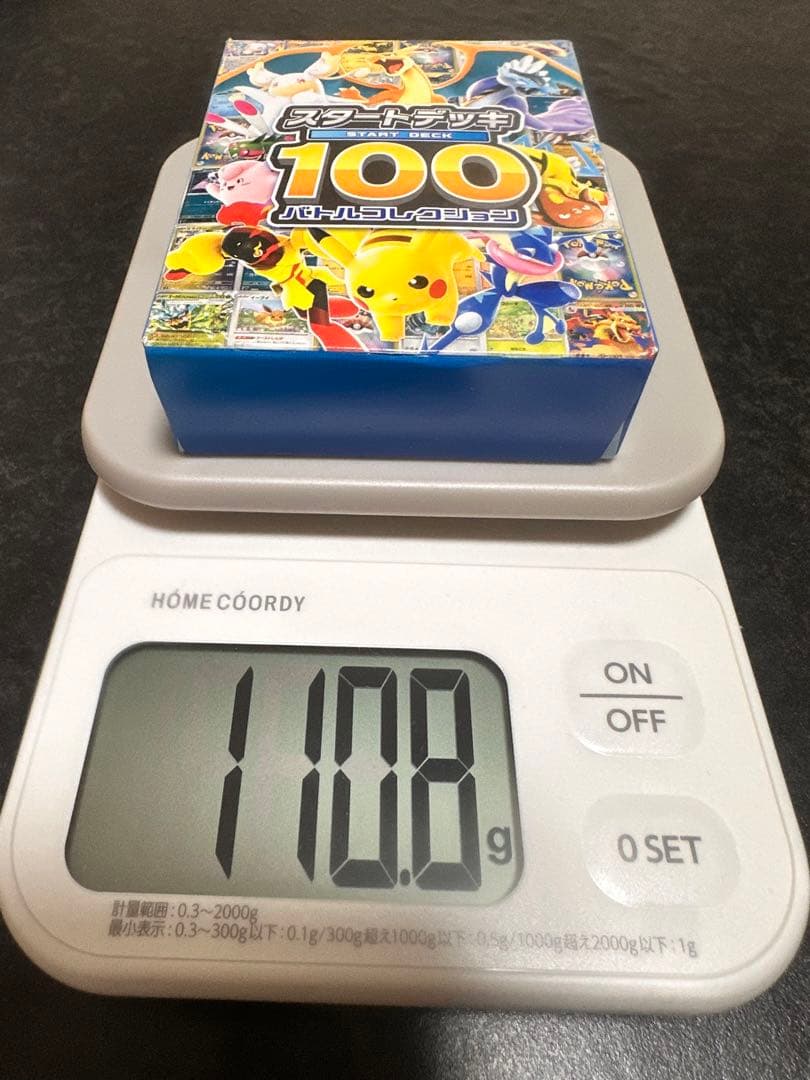 スタートデッキ
START DECK
100
バトルコレクション
POKéMON
HÓME CÓORDY
110.8g
ON
OFF
0 SET
計量範囲:0.3～2000g
最小表示:0.3～300g以下:0.1g/300g超え1000g以下:0.5g/1000g超え2000g以下:1g